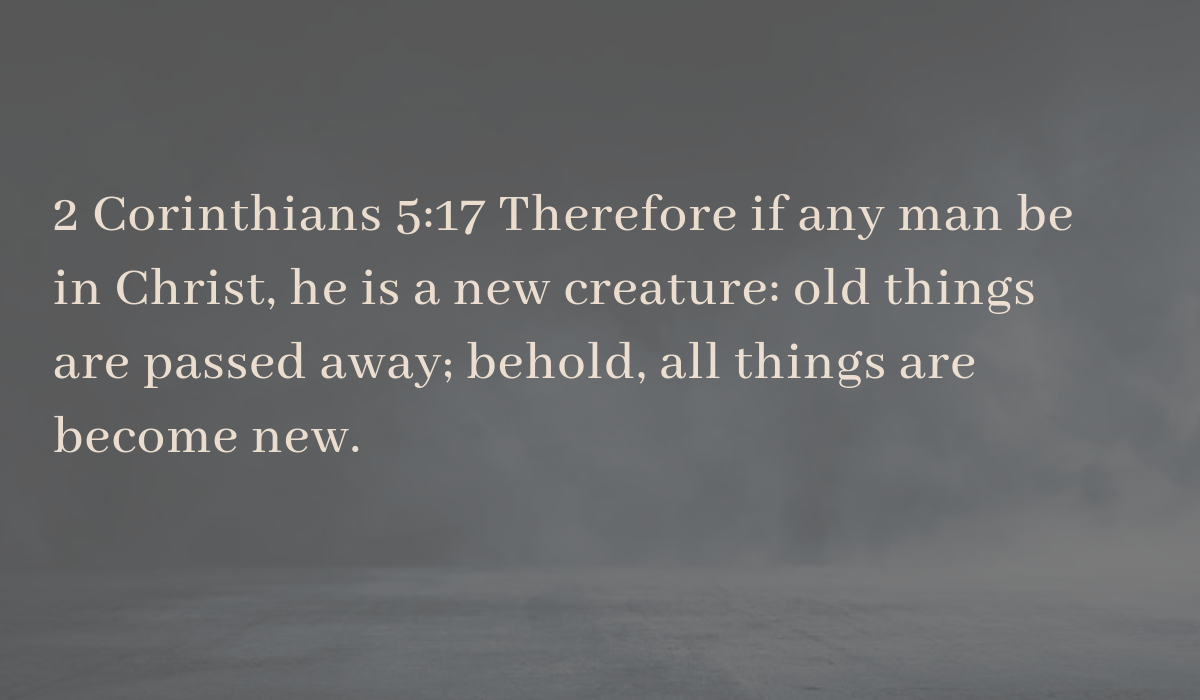 2 Corinthians 5:17 Therefore if any man be
in Christ, he is a new creature: old things
are passed away; behold, all things are
become new.